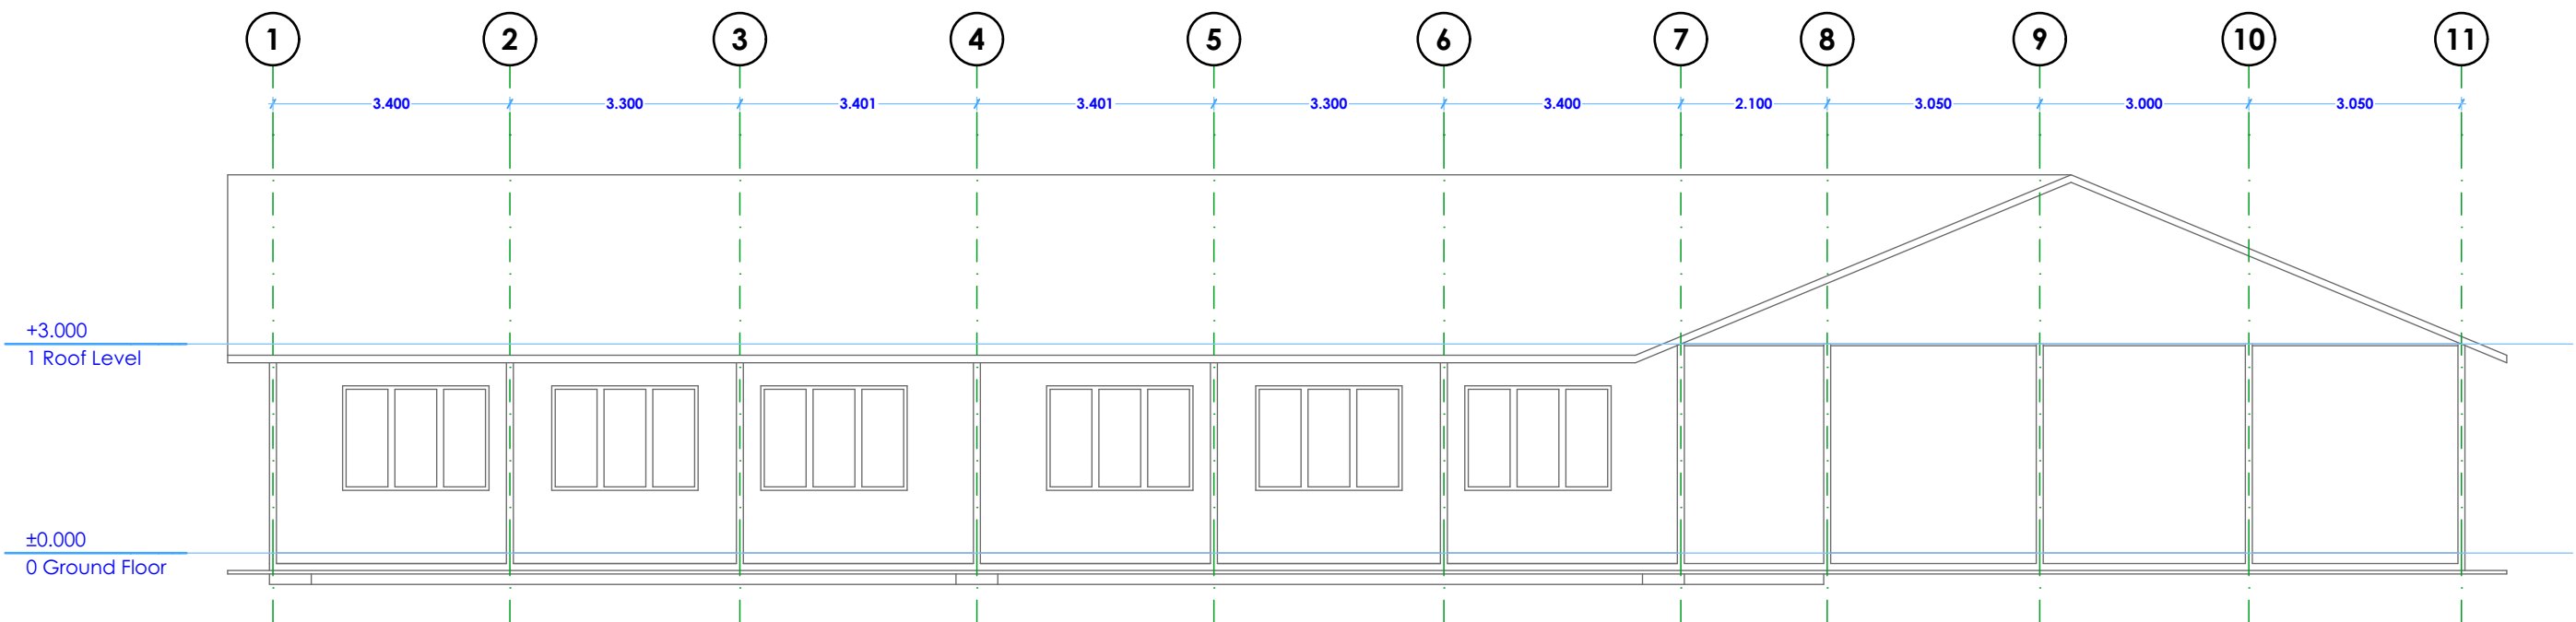 1 2 3 4 5 6 7 8 9 10 11
3.400 3.300 3.401 3.401 3.300 3.400 2.100 3.050 3.000 3.050
+3.000
1 Roof Level
±0.000
0 Ground Floor